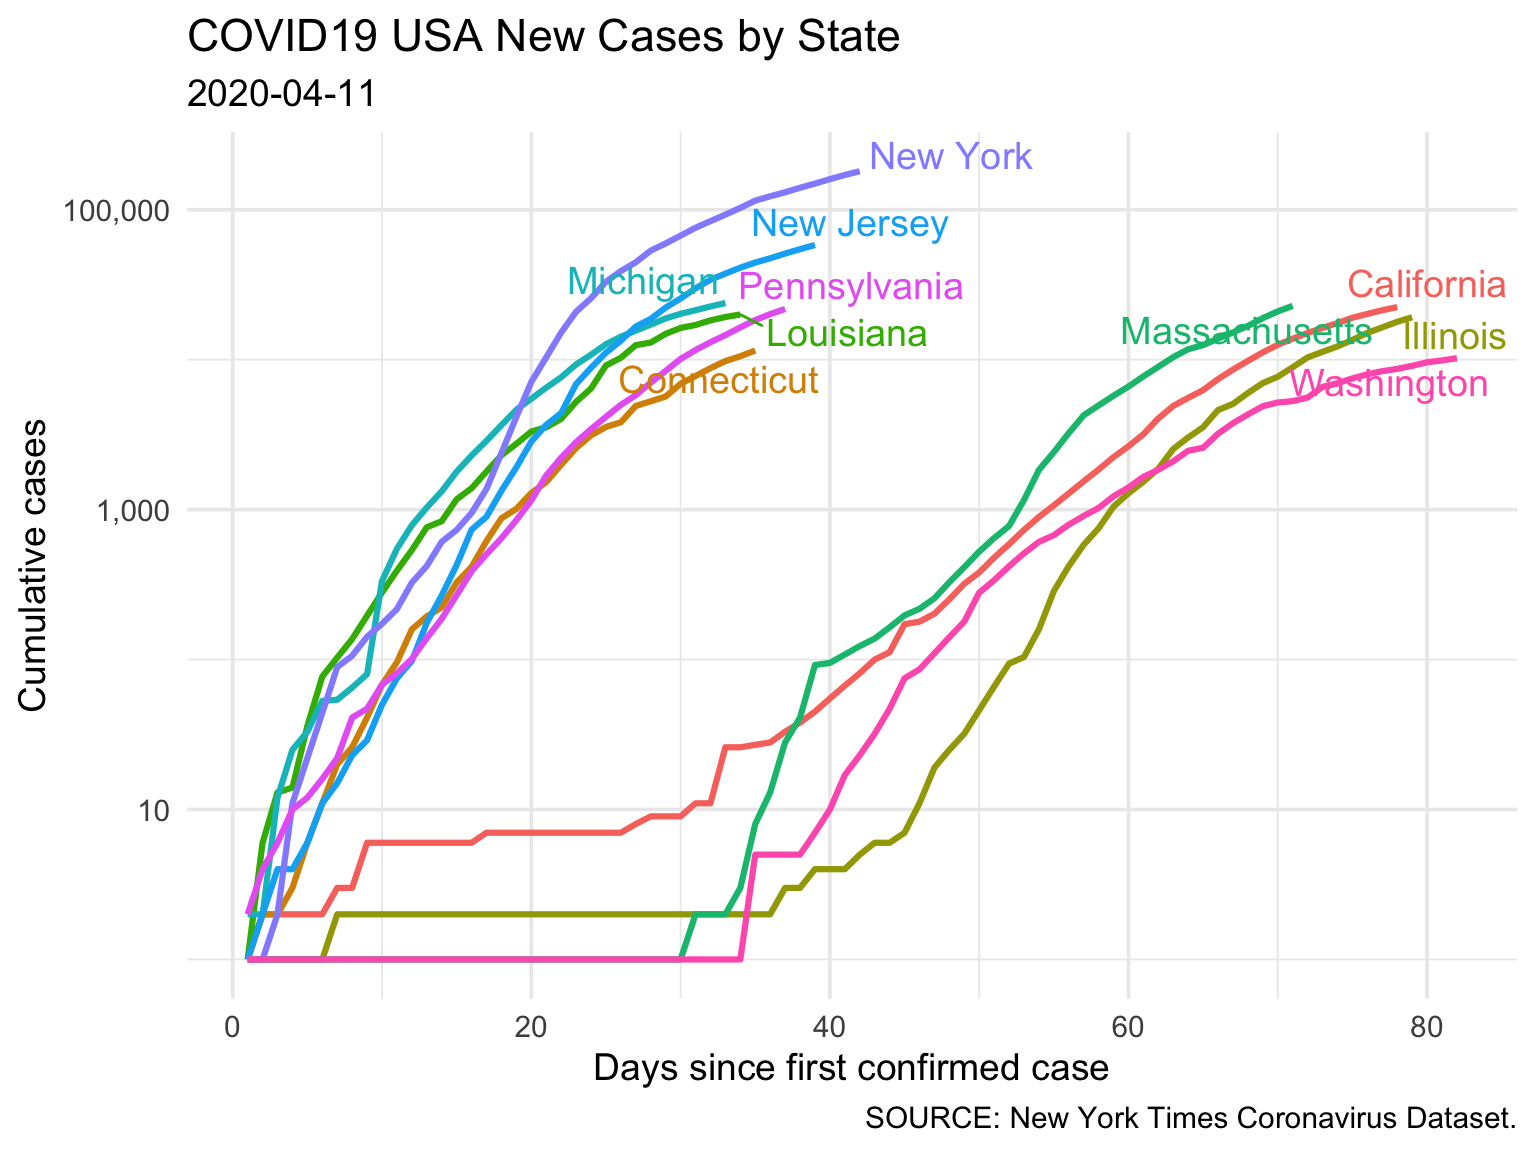 COVID19 USA New Cases by State
2020-04-11
New York
100,000
New Jersey
Michigan
Pennsylvania
California
Louisiana
Massachusetts
Illinois
Connecticut
Washington
1,000
Cumulative cases
10
0 20 40 60 80
Days since first confirmed case
SOURCE: New York Times Coronavirus Dataset.